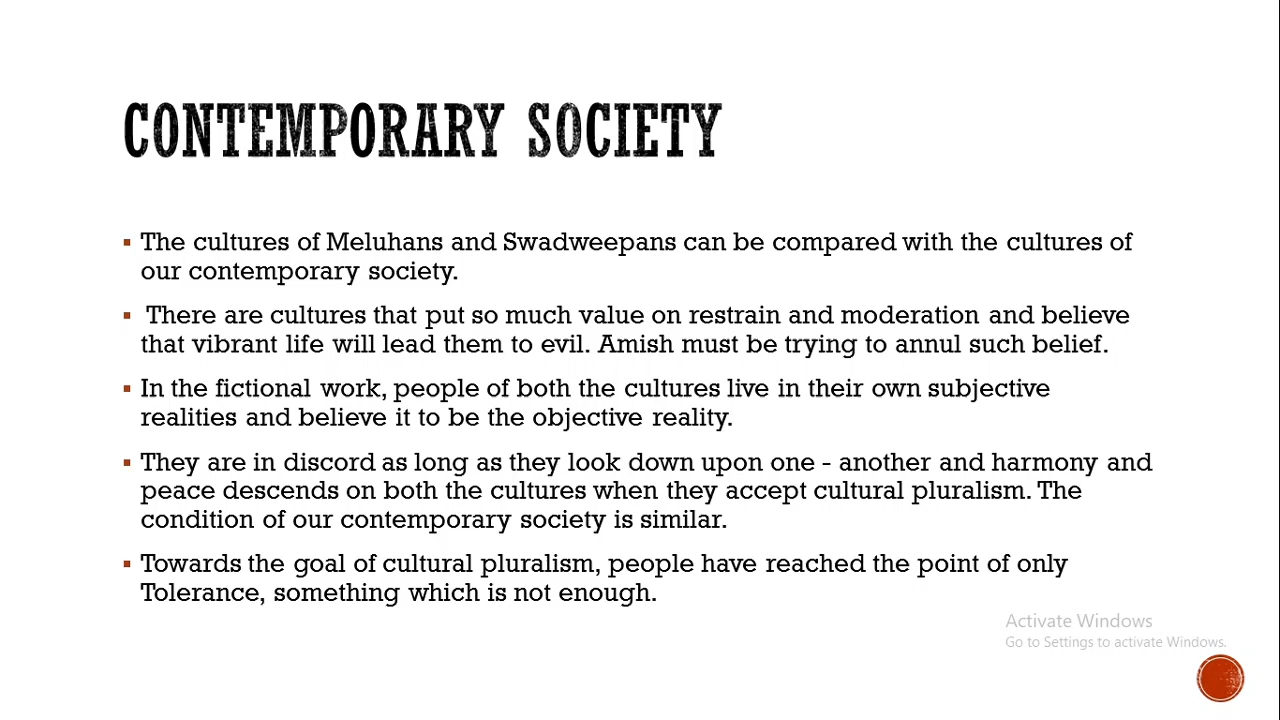 CONTEMPORARY SOCIETY
▪ The cultures of Meluhans and Swadweepans can be compared with the cultures of
our contemporary society.
▪ There are cultures that put so much value on restrain and moderation and believe
that vibrant life will lead them to evil. Amish must be trying to annul such belief.
▪ In the fictional work, people of both the cultures live in their own subjective
realities and believe it to be the objective reality.
▪ They are in discord as long as they look down upon one - another and harmony and
peace descends on both the cultures when they accept cultural pluralism. The
condition of our contemporary society is similar.
▪ Towards the goal of cultural pluralism, people have reached the point of only
Tolerance, something which is not enough.
Activate Windows
Go to Settings to activate Windows.